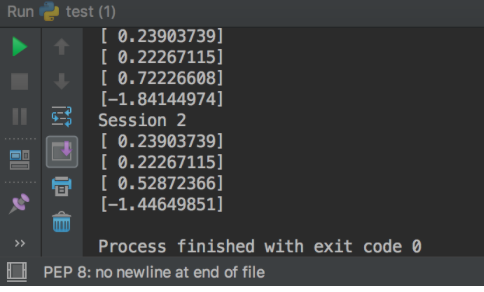 Run test (1)
[ 0.23903739]
[ 0.22267115]
[ 0.72226608]
[-1.84144974]
Session 2
[ 0.23903739]
[ 0.22267115]
[ 0.52872366]
[-1.44649851]
Process finished with exit code 0
PEP 8: no newline at end of file